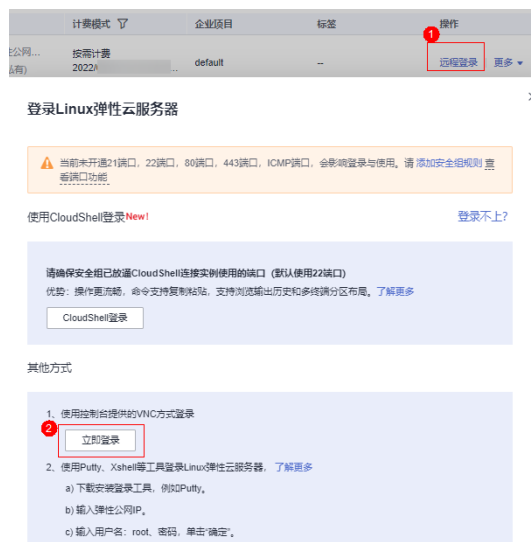 计费模式 企业项目 标签 操作
1
公网... 按需计费
私有) 2022/ ... default -- 远程登录 更多
登录Linux弹性云服务器
当前未开通21端口，22端口，80端口，443端口，ICMP端口，会影响登录与使用。请 添加安全组规则 查
看端口功能
使用CloudShell登录New! 登录不上?
请确保安全组已放通CloudShell连接实例使用的端口（默认使用22端口）
优势：操作更流畅，命令支持复制粘贴，支持浏览输出历史和多终端分区布局。了解更多
CloudShell登录
其他方式
1、使用控制台提供的VNC方式登录
2
立即登录
2、使用Putty、Xshell等工具登录Linux弹性云服务器，了解更多
a) 下载安装登录工具，例如Putty。
b) 输入弹性公网IP。
c) 输入用户名：root、密码，单击“确定”。